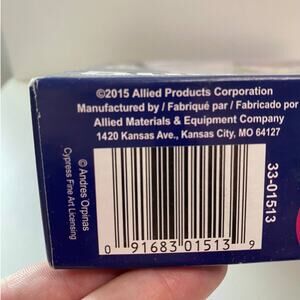 ©2015 Allied Products Corporation
Manufactured by / Fabriqué par / Fabricado por
Allied Materials & Equipment Company
1420 Kansas Ave., Kansas City, MO 64127
© Andres Orpinas
Cypress Fine Art Licensing
33-01513
0 91683 01513 9